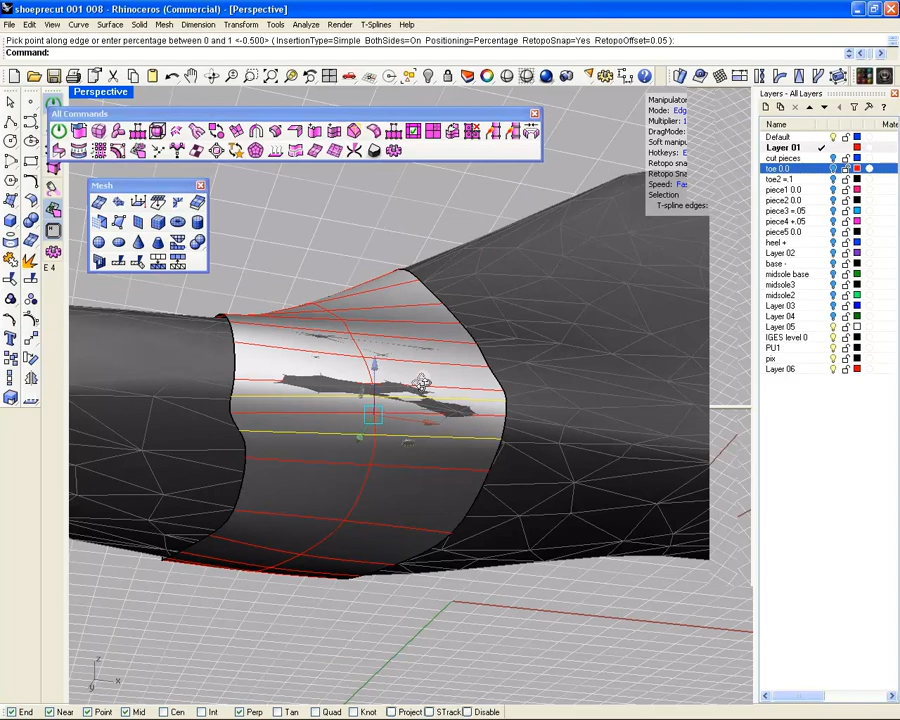 shoeprecut 001 008 - Rhinoceros (Commercial) - [Perspective]
File Edit View Curve Surface Solid Mesh Dimension Transform Tools Analyze Render T-Splines Help
Pick point along edge or enter percentage between 0 and 1 <-0.500> ( InsertionType=Simple BothSides=On Positioning=Percentage RetopoSnap=Yes RetopoOffset=0.05 ):
Command:
Perspective
All Commands
Mesh
E 4
Manipulator
Mode: Edg
Multiplier: 1
DragMode:
Soft manipu
Hotkeys: E
Retopo sna
Retopo Sna
Speed: Fas
Selection
T-spline edges:
Layers - All Layers
Name Mate
Default
Layer 01
cut pieces
toe 0.0
toe2 =.1
piece1 0.0
piece2 0.0
piece3 =.05
piece4 +.05
piece5 0.0
heel +
Layer 02
base -
midsole base
midsole3
midsole2
Layer 03
Layer 04
Layer 05
IGES level 0
PU1
pix
Layer 06
z
x
y
End Near Point Mid Cen Int Perp Tan Quad Knot Project STrack Disable